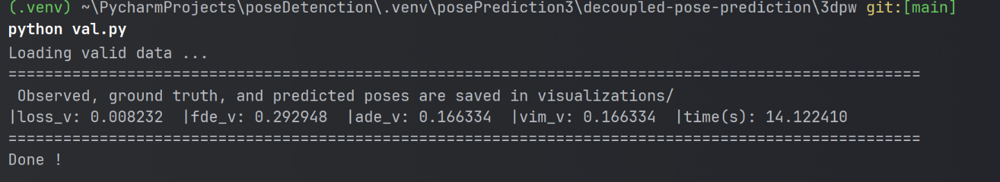 (.venv) ~\PycharmProjects\poseDetenction\.venv\posePrediction3\decoupled-pose-prediction\3dpw git:[main]
python val.py
Loading valid data ...
====================================================================================================
 Observed, ground truth, and predicted poses are saved in visualizations/
|loss_v: 0.008232  |fde_v: 0.292948  |ade_v: 0.166334  |vim_v: 0.166334  |time(s): 14.122410
====================================================================================================
Done !